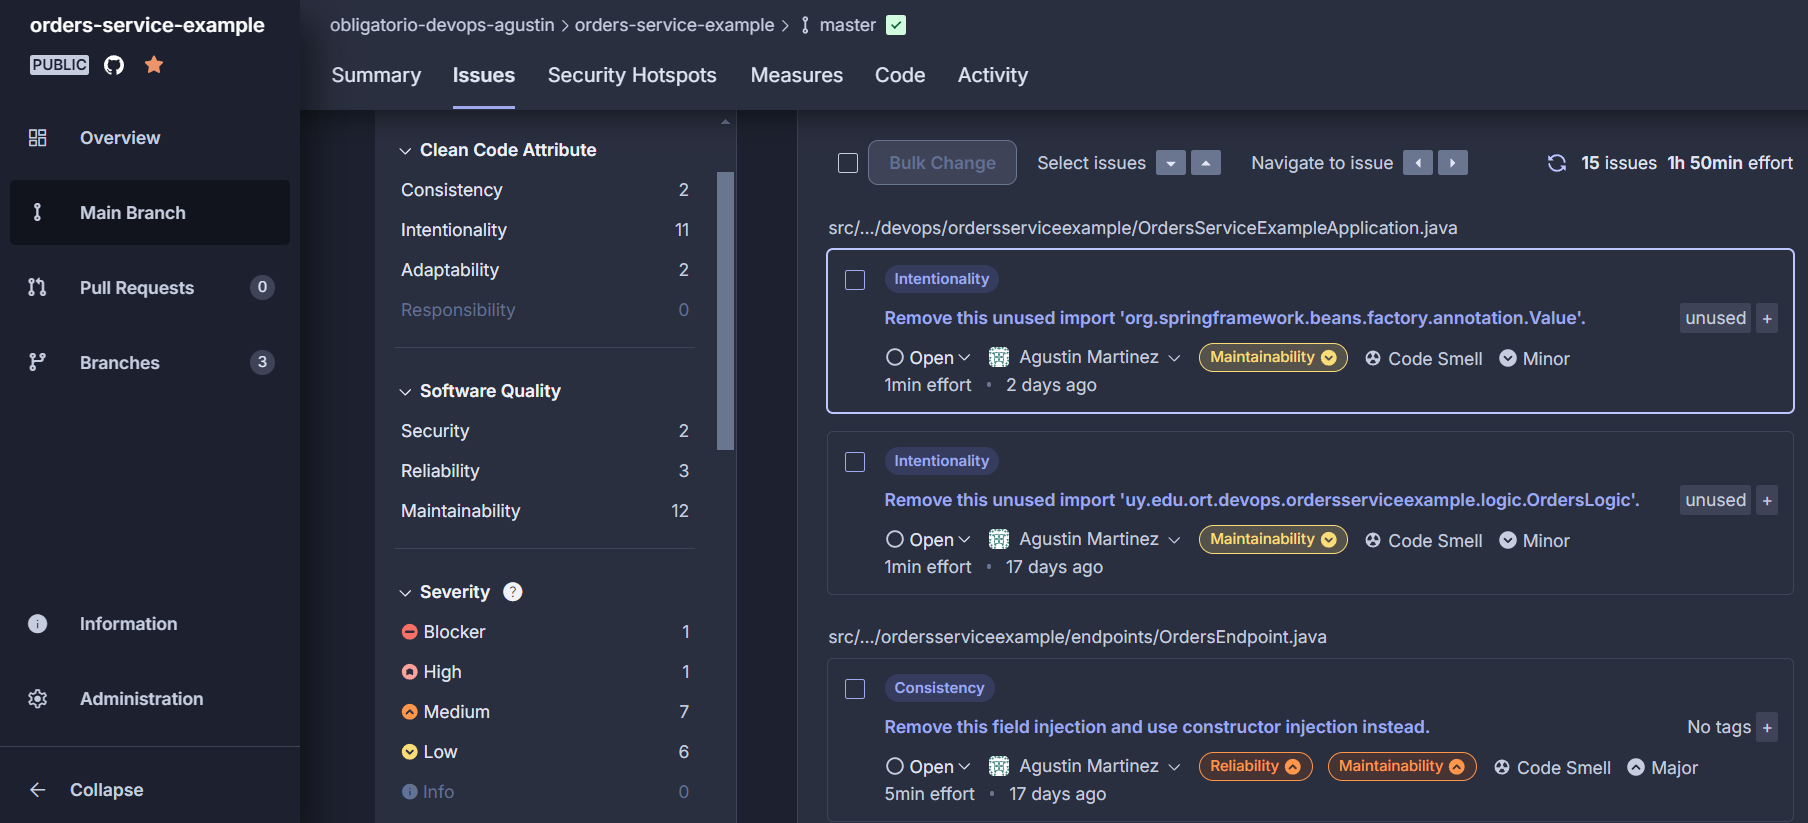 orders-service-example
PUBLIC
Overview
Main Branch
Pull Requests 0
Branches 3
Information
Administration
Collapse
obligatorio-devops-agustin > orders-service-example > master
Summary Issues Security Hotspots Measures Code Activity
Clean Code Attribute
Consistency 2
Intentionality 11
Adaptability 2
Responsibility 0
Software Quality
Security 2
Reliability 3
Maintainability 12
Severity ?
Blocker 1
High 1
Medium 7
Low 6
Info 0
Bulk Change Select issues Navigate to issue 15 issues 1h 50min effort
src/.../devops/ordersserviceexample/OrdersServiceExampleApplication.java
Intentionality
Remove this unused import 'org.springframework.beans.factory.annotation.Value'. unused +
Open Agustin Martinez Maintainability Code Smell Minor
1min effort • 2 days ago
Intentionality
Remove this unused import 'uy.edu.ort.devops.ordersserviceexample.logic.OrdersLogic'. unused +
Open Agustin Martinez Maintainability Code Smell Minor
1min effort • 17 days ago
src/.../ordersserviceexample/endpoints/OrdersEndpoint.java
Consistency
Remove this field injection and use constructor injection instead. No tags +
Open Agustin Martinez Reliability Maintainability Code Smell Major
5min effort • 17 days ago